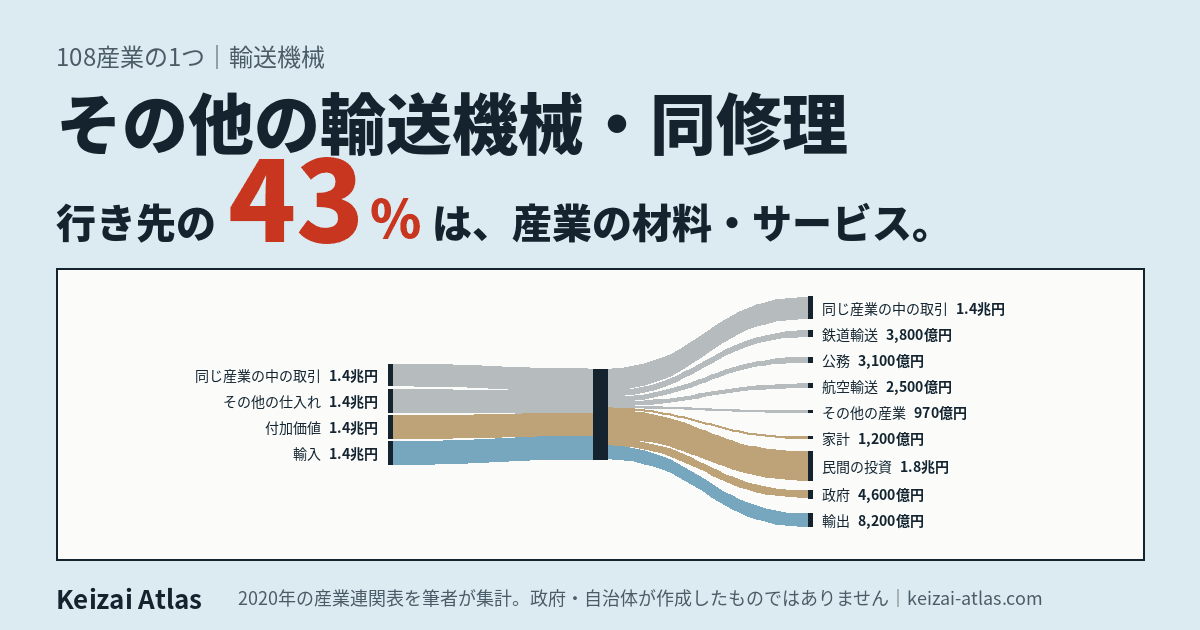 108産業の1つ｜輸送機械
その他の輸送機械・同修理
行き先の 43% は、産業の材料・サービス。
同じ産業の中の取引 1.4兆円
その他の仕入れ 1.4兆円
付加価値 1.4兆円
輸入 1.4兆円
同じ産業の中の取引 1.4兆円
鉄道輸送 3,800億円
公務 3,100億円
航空輸送 2,500億円
その他の産業 970億円
家計 1,200億円
民間の投資 1.8兆円
政府 4,600億円
輸出 8,200億円
Keizai Atlas 2020年の産業連関表を筆者が集計。政府・自治体が作成したものではありません｜keizai-atlas.com